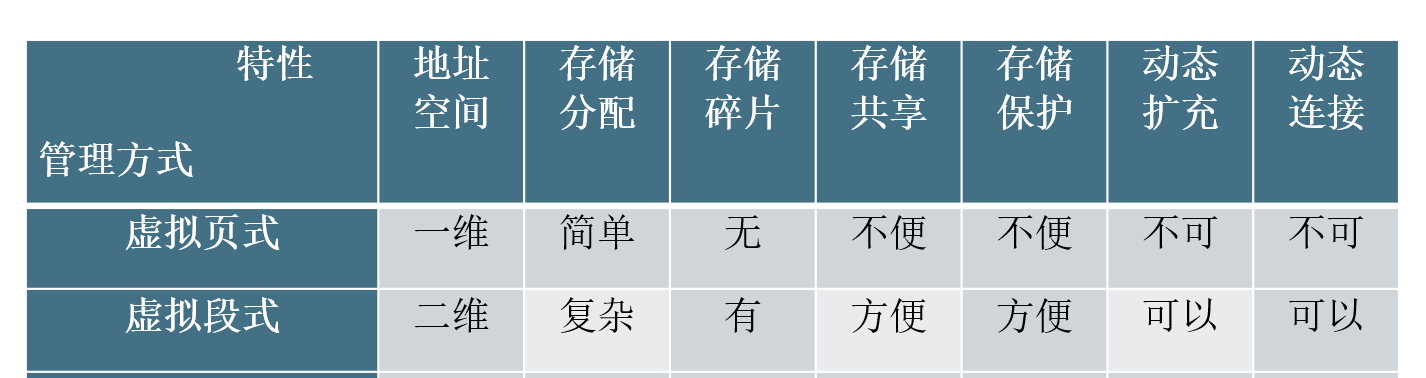 特性 地址 存储 存储 存储 存储 动态 动态
空间 分配 碎片 共享 保护 扩充 连接
管理方式
虚拟页式 一维 简单 无 不便 不便 不可 不可
虚拟段式 二维 复杂 有 方便 方便 可以 可以